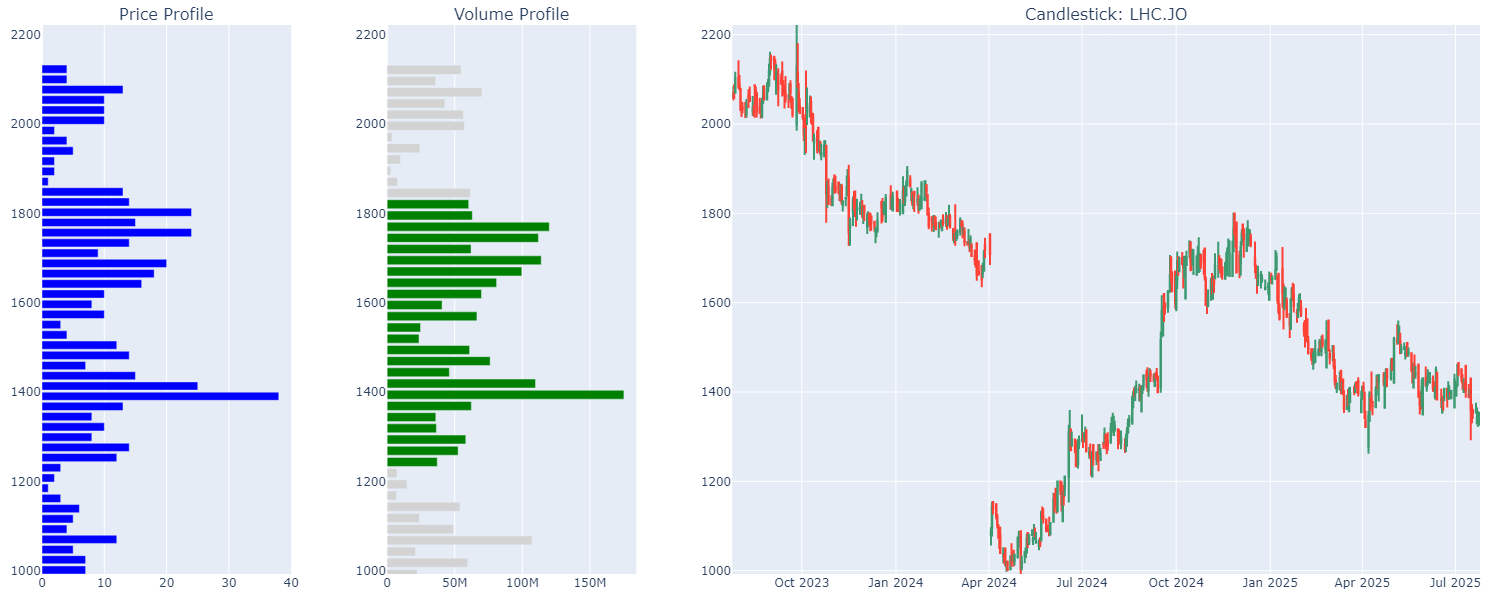 Price Profile
Volume Profile
Candlestick: LHC.JO
2200
2000
1800
1600
1400
1200
1000
0
10
20
30
40
2200
2000
1800
1600
1400
1200
1000
0
50M
100M
150M
2200
2000
1800
1600
1400
1200
1000
Oct 2023
Jan 2024
Apr 2024
Jul 2024
Oct 2024
Jan 2025
Apr 2025
Jul 2025